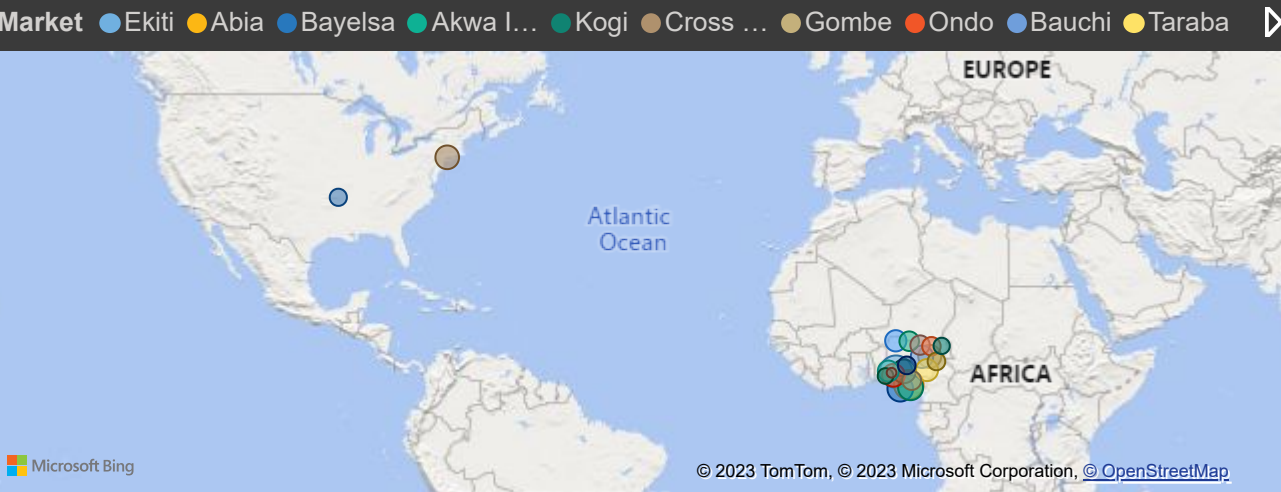 Market Ekiti Abia Bayelsa Akwa I... Kogi Cross ... Gombe Ondo Bauchi Taraba
EUROPE
Atlantic
Ocean
AFRICA
Microsoft Bing
© 2023 TomTom, © 2023 Microsoft Corporation, © OpenStreetMap